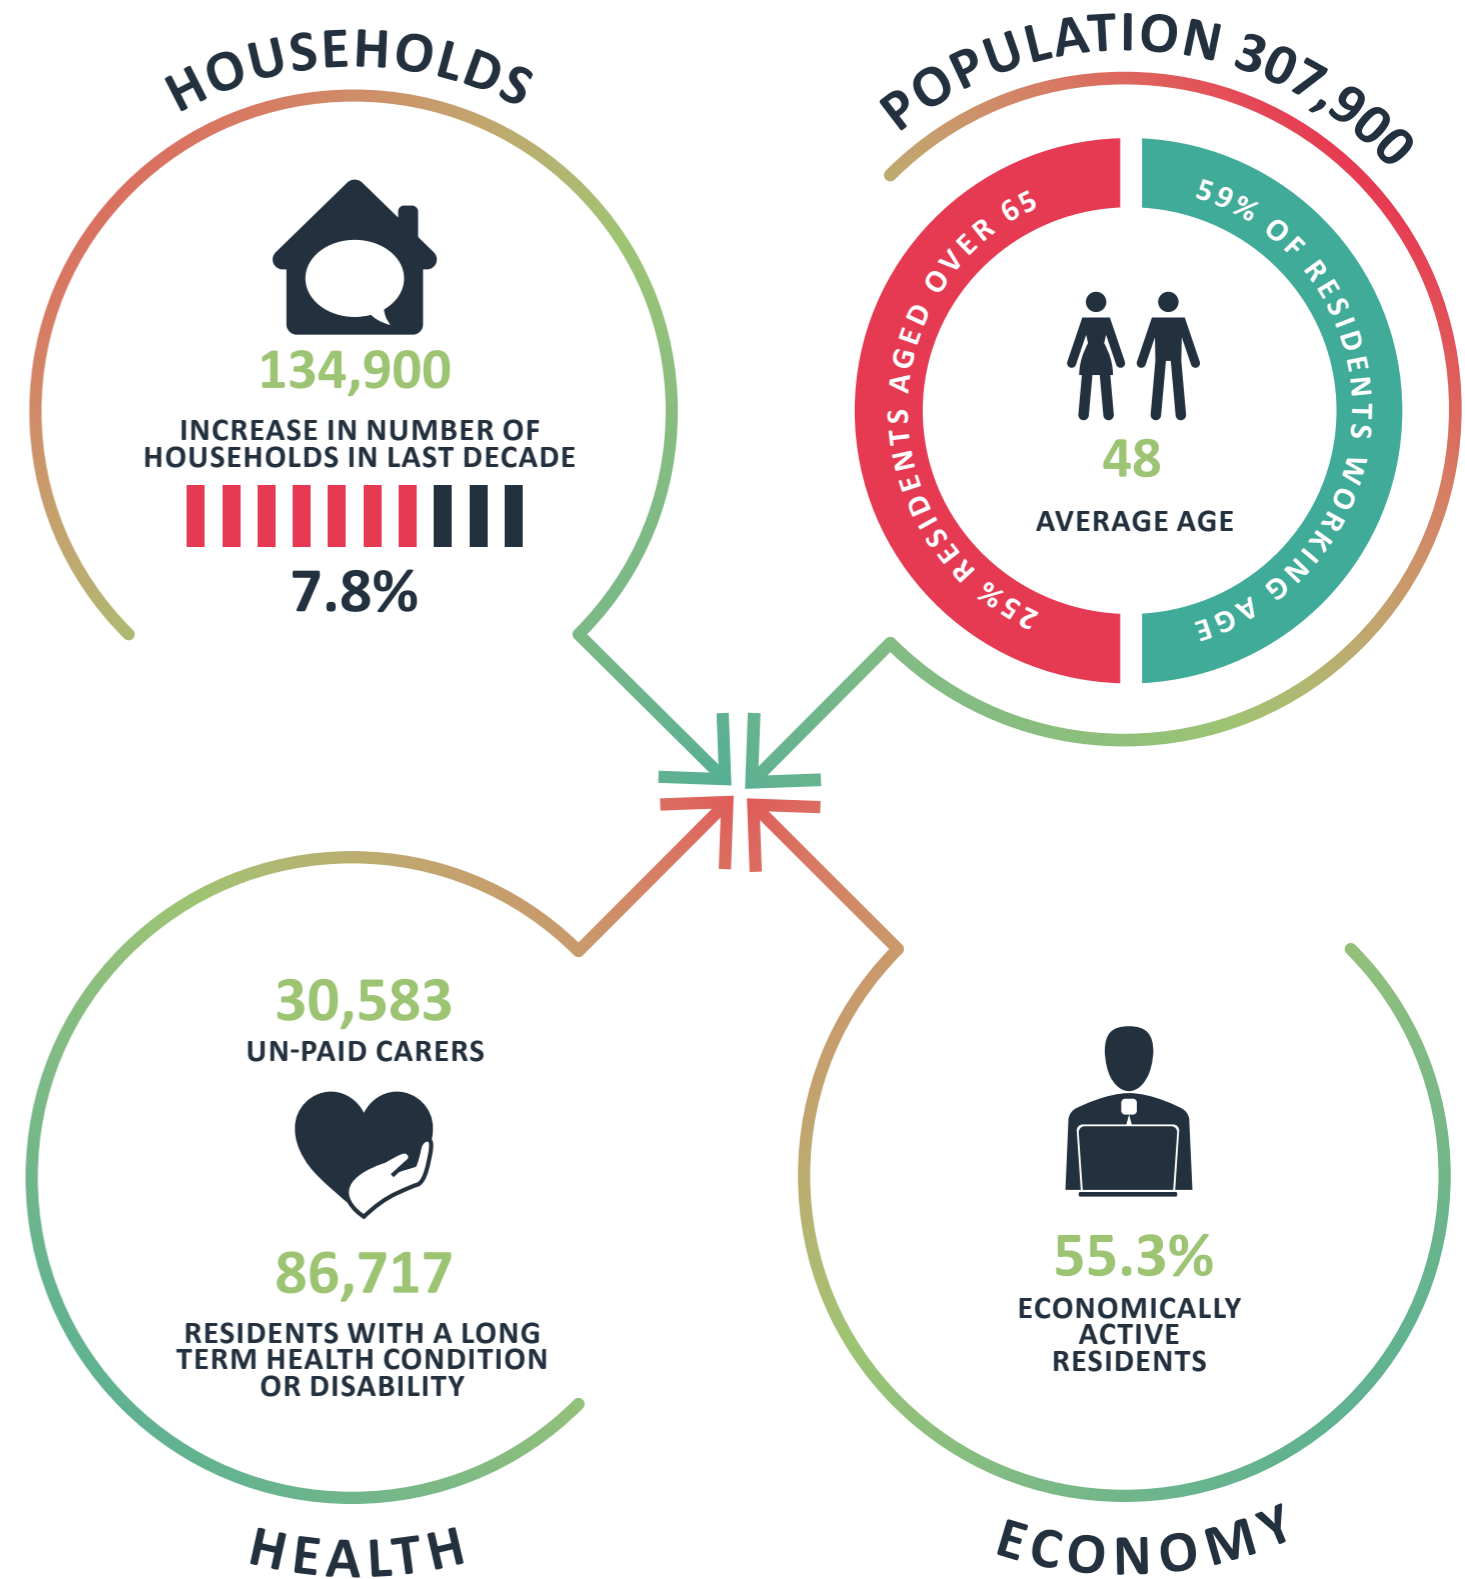 HOUSEHOLDS
134,900
INCREASE IN NUMBER OF
HOUSEHOLDS IN LAST DECADE
7.8%
POPULATION 307,900
25% RESIDENTS AGED OVER 65
59% OF RESIDENTS WORKING AGE
48
AVERAGE AGE
30,583
UN-PAID CARERS
86,717
RESIDENTS WITH A LONG
TERM HEALTH CONDITION
OR DISABILITY
HEALTH
55.3%
ECONOMICALLY
ACTIVE
RESIDENTS
ECONOMY